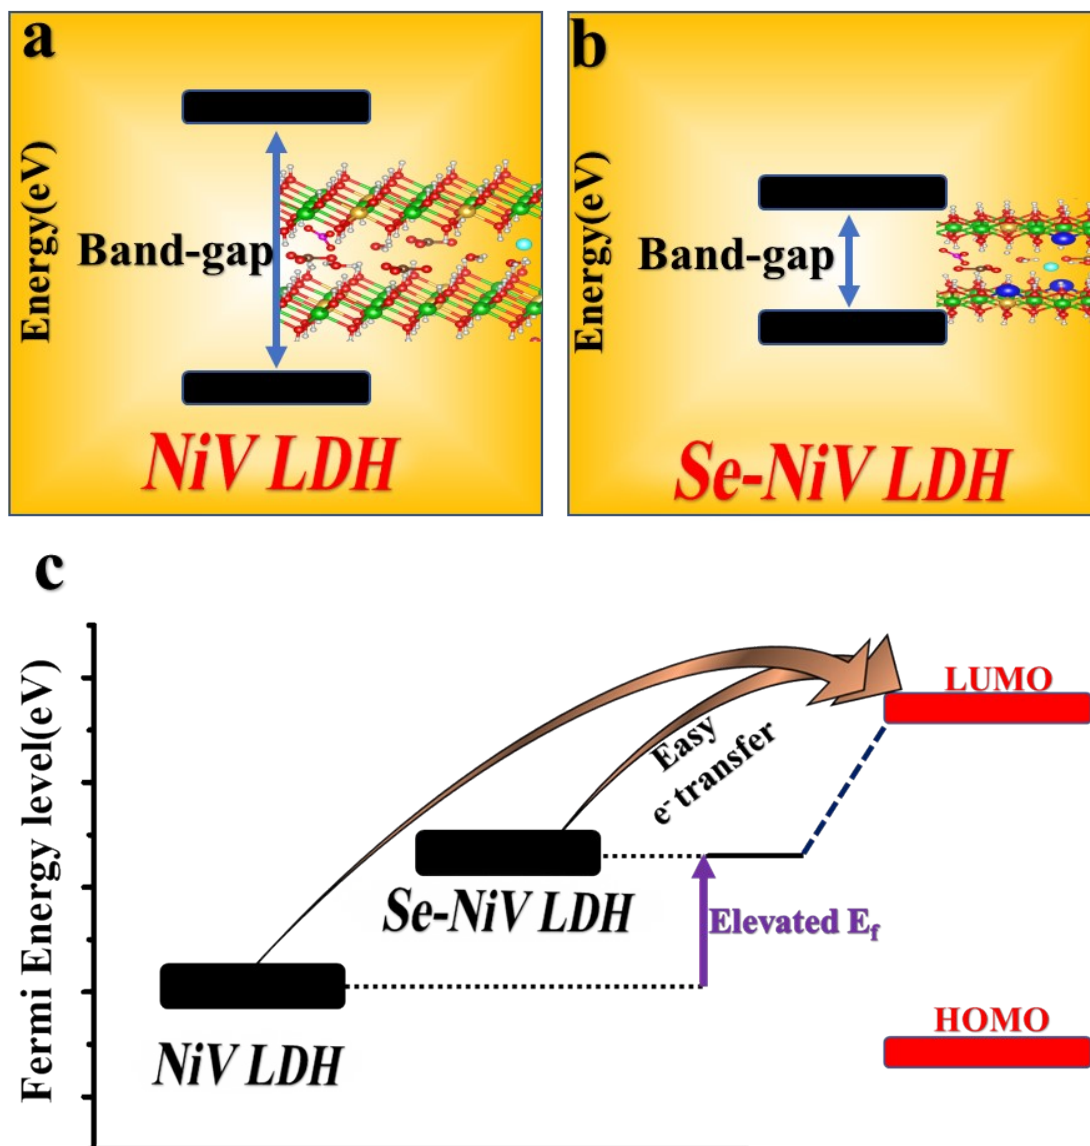 a
Energy(eV)
Band-gap
NiV LDH
b
Energy(eV)
Band-gap
Se-NiV LDH
c
Fermi Energy level(eV)
LUMO
Easy
e- transfer
Se-NiV LDH
Elevated Ef
NiV LDH
HOMO